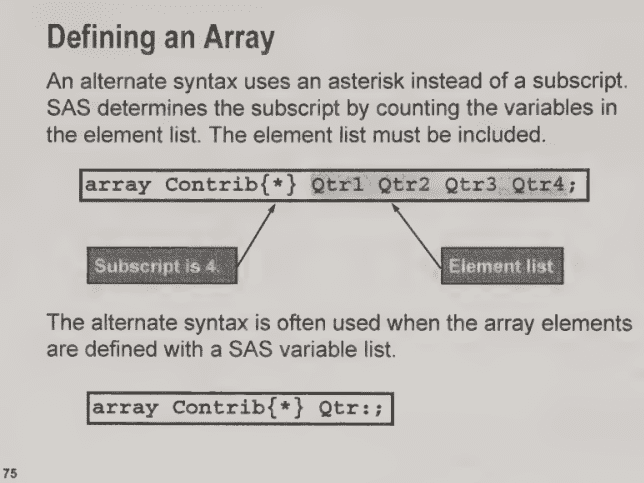 Defining an Array
An alternate syntax uses an asterisk instead of a subscript.
SAS determines the subscript by counting the variables in
the element list. The element list must be included.
array Contrib{*} Qtr1 Qtr2 Qtr3 Qtr4;
Subscript is 4.
Element list
The alternate syntax is often used when the array elements
are defined with a SAS variable list.
array Contrib{*} Qtr:;
75